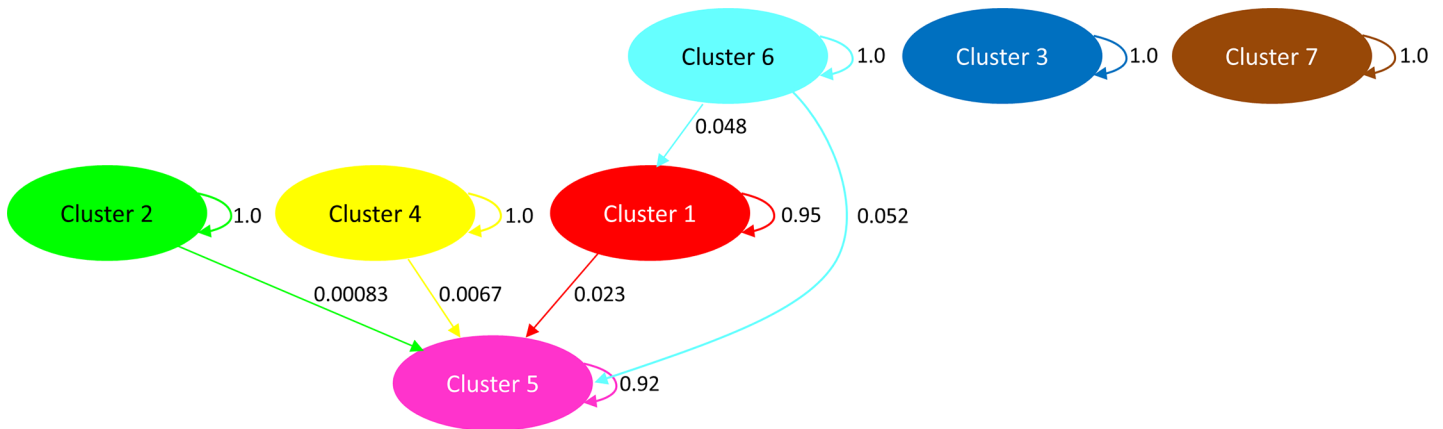 Cluster 6
1.0
Cluster 3
1.0
Cluster 7
1.0
0.048
Cluster 2
1.0
Cluster 4
1.0
Cluster 1
0.95
0.052
0.00083
0.0067
0.023
Cluster 5
0.92